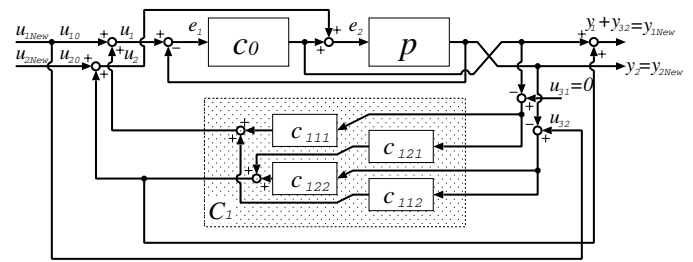 u1New u10 + u1 + e1 c0 + + e2 p + y1+y32=y1New
+ −
u2New u20 + u2 + y2=y2New
+ − u31=0
+
+ c111 − u32
+ c121 +
+ c122
+
C1 c112